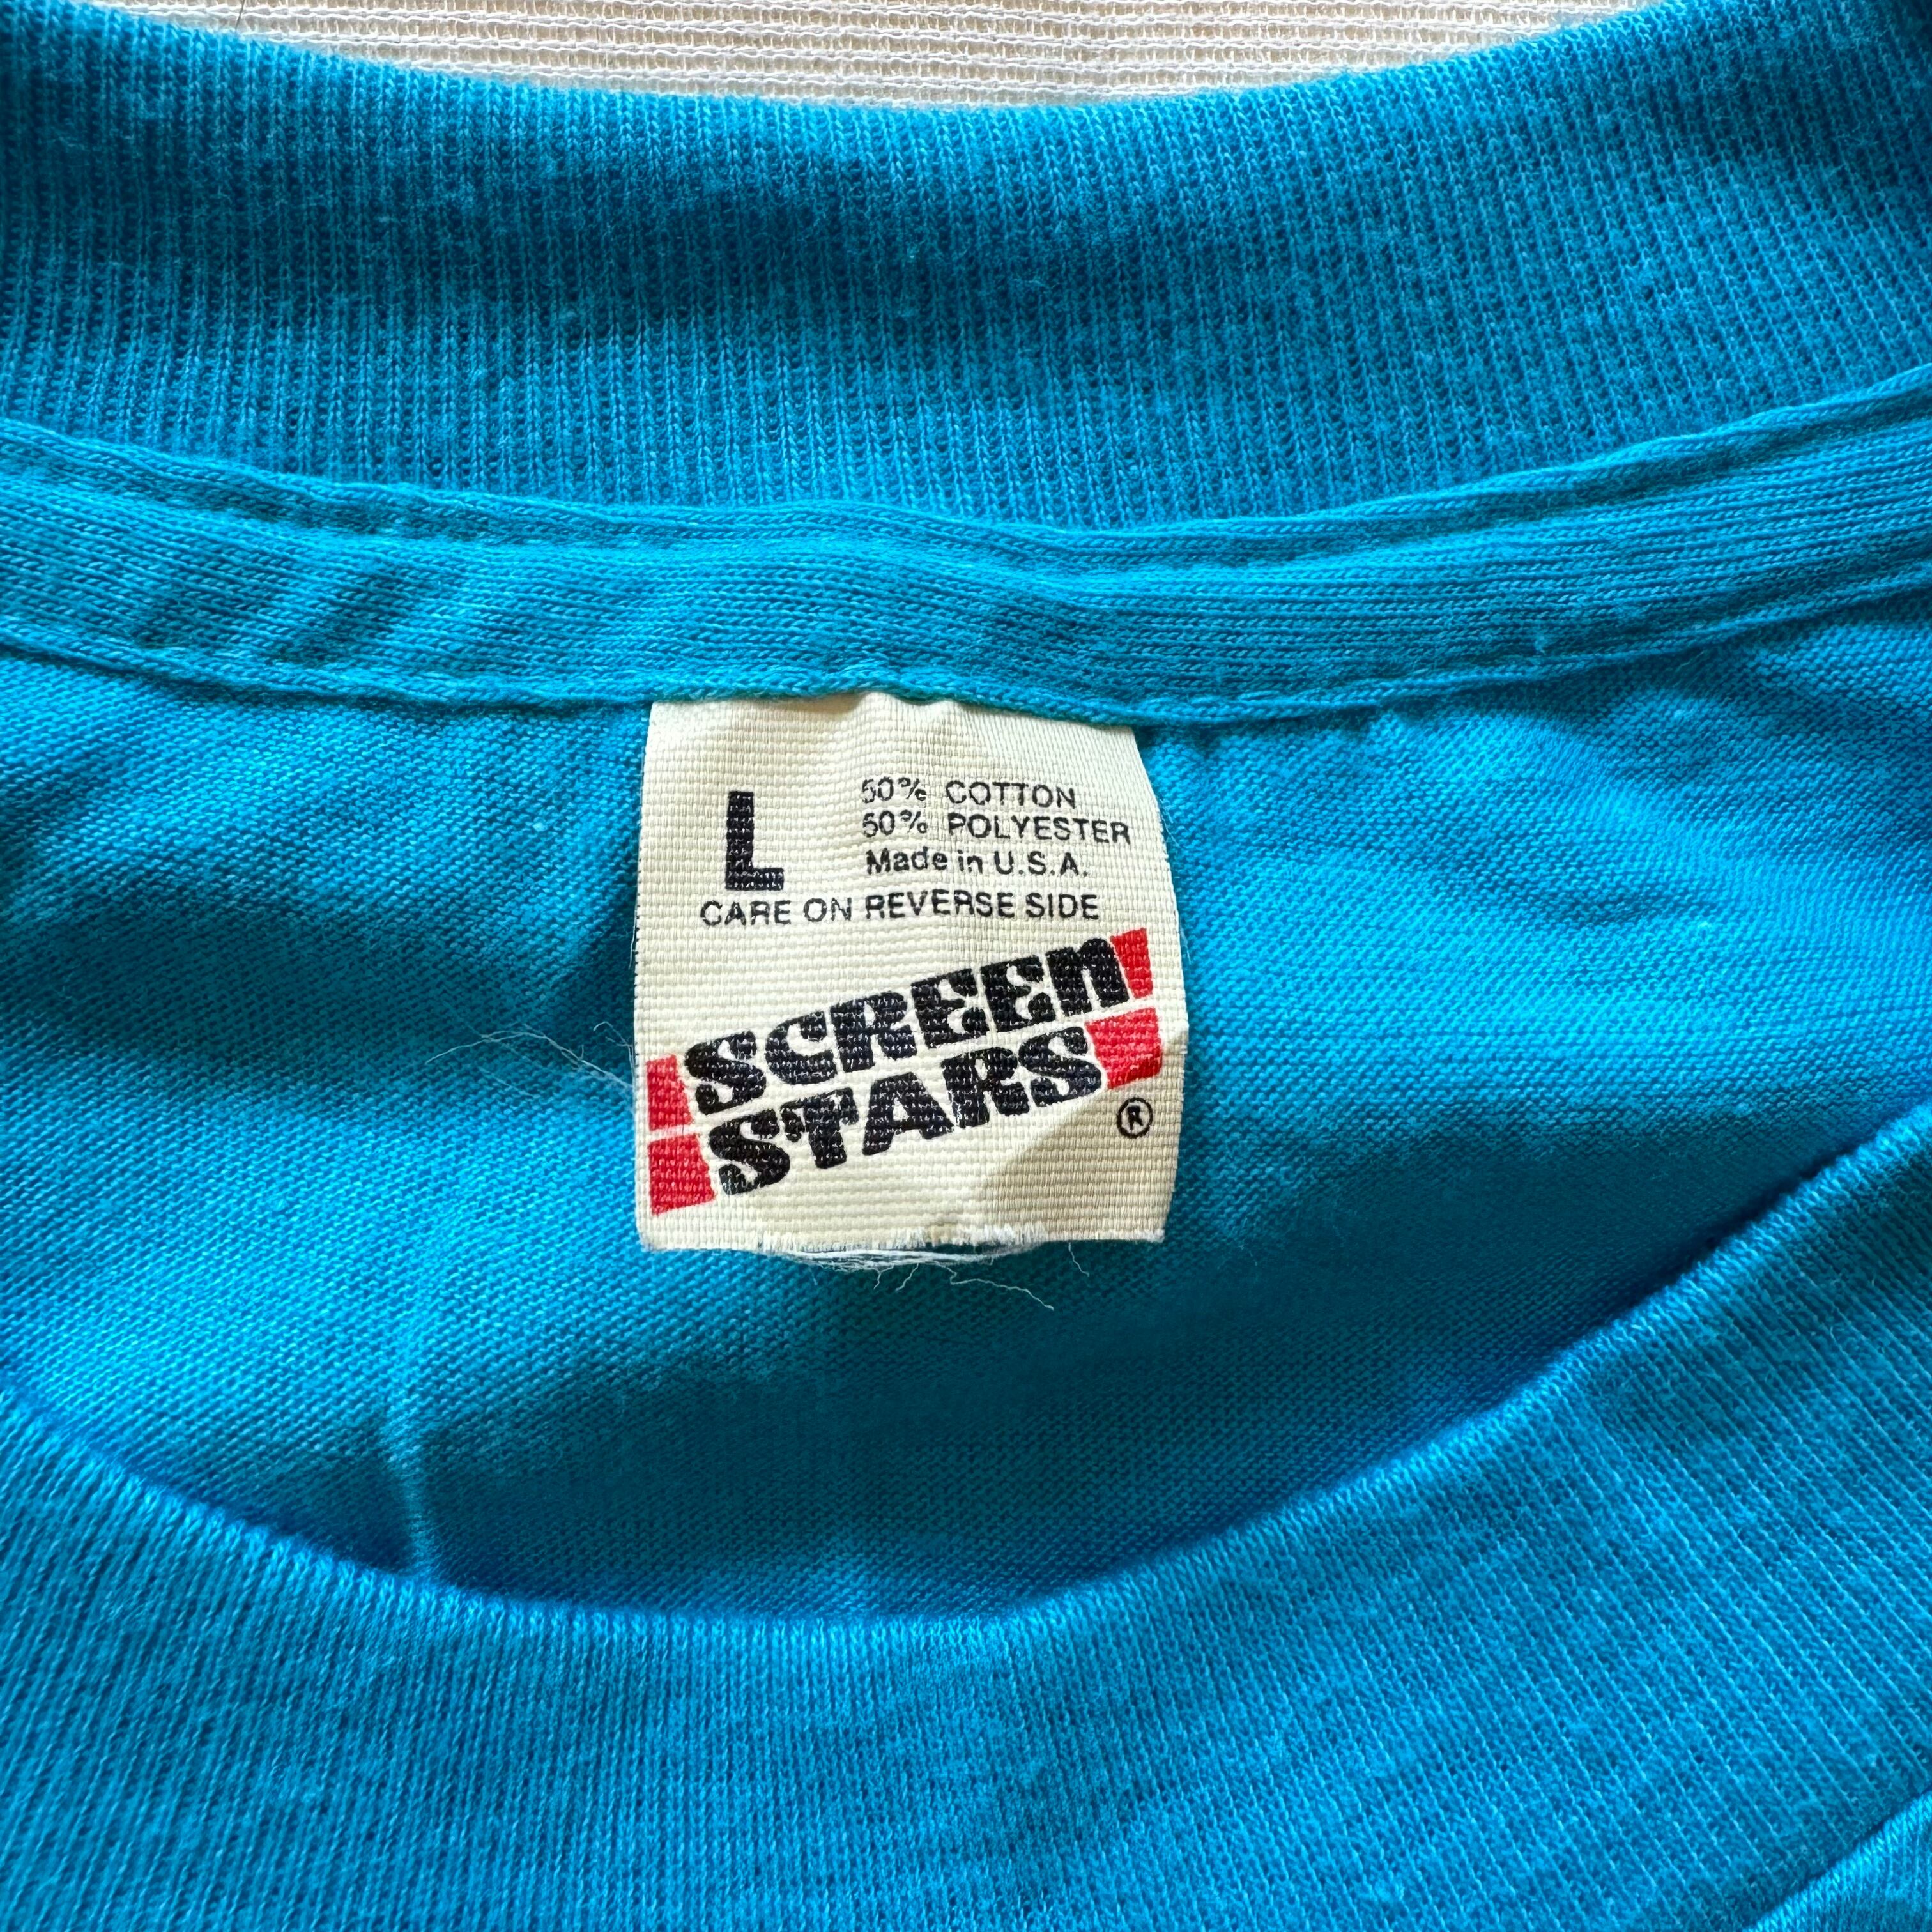 L
50% COTTON
50% POLYESTER
Made in U.S.A.
CARE ON REVERSE SIDE
SCREEN
STARS
®